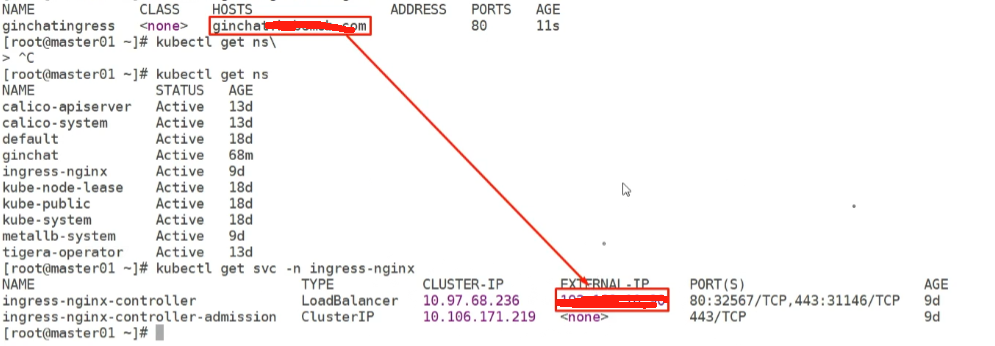 NAME CLASS HOSTS ADDRESS PORTS AGE
ginchatingress <none> ginchat com 80 11s
[root@master01 ~]# kubectl get ns\
> ^C
[root@master01 ~]# kubectl get ns
NAME STATUS AGE
calico-apiserver Active 13d
calico-system Active 13d
default Active 18d
ginchat Active 68m
ingress-nginx Active 9d
kube-node-lease Active 18d
kube-public Active 18d
kube-system Active 18d
metallb-system Active 9d
tigera-operator Active 13d
[root@master01 ~]# kubectl get svc -n ingress-nginx
NAME TYPE CLUSTER-IP EXTERNAL-IP PORT(S) AGE
ingress-nginx-controller LoadBalancer 10.97.68.236 80:32567/TCP,443:31146/TCP 9d
ingress-nginx-controller-admission ClusterIP 10.106.171.219 <none> 443/TCP 9d
[root@master01 ~]#